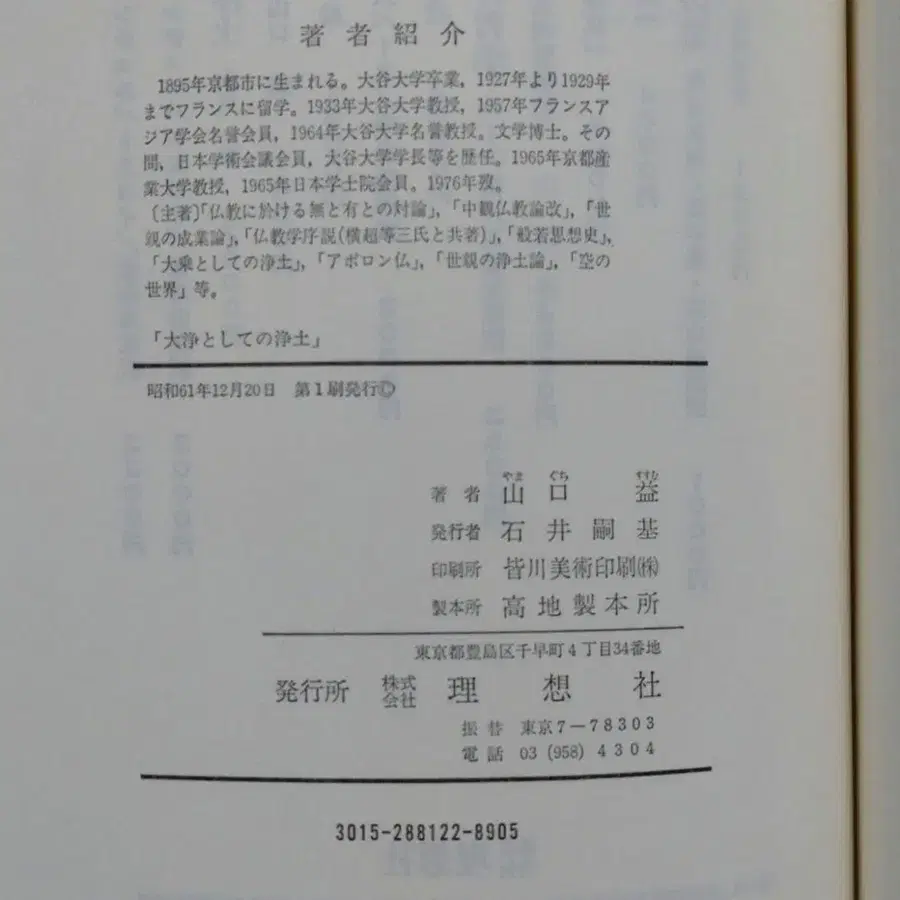 著者紹介
1895年京都市に生まれる。大谷大学卒業，1927年より1929年
までフランスに留学。1933年大谷大学教授，1957年フランスア
ジア学会名誉会員，1964年大谷大学名誉教授。文学博士。その
間，日本学術会議会員，大谷大学学長等を歴任。1965年京都産
業大学教授，1965年日本学士院会員。1976年歿。
〔主著〕「仏教に於ける無と有との対論」，「中観仏教論攷」，「世
親の成業論」，「仏教学序説（横超等三氏と共著）」，「般若思想史」，
「大乗としての浄土」，「アポロン仏」，「世親の浄土論」，「空の
世界」等。
「大浄としての浄土」
昭和61年12月20日 第1刷発行©
やま ぐち すすむ
著者 山口 益
発行者 石井嗣基
印刷所 皆川美術印刷㈱
製本所 高地製本所
東京都豊島区千早町4丁目34番地
発行所 株式会社 理想社
振替 東京7－78303
電話 03 (958) 4304
3015-288122-8905